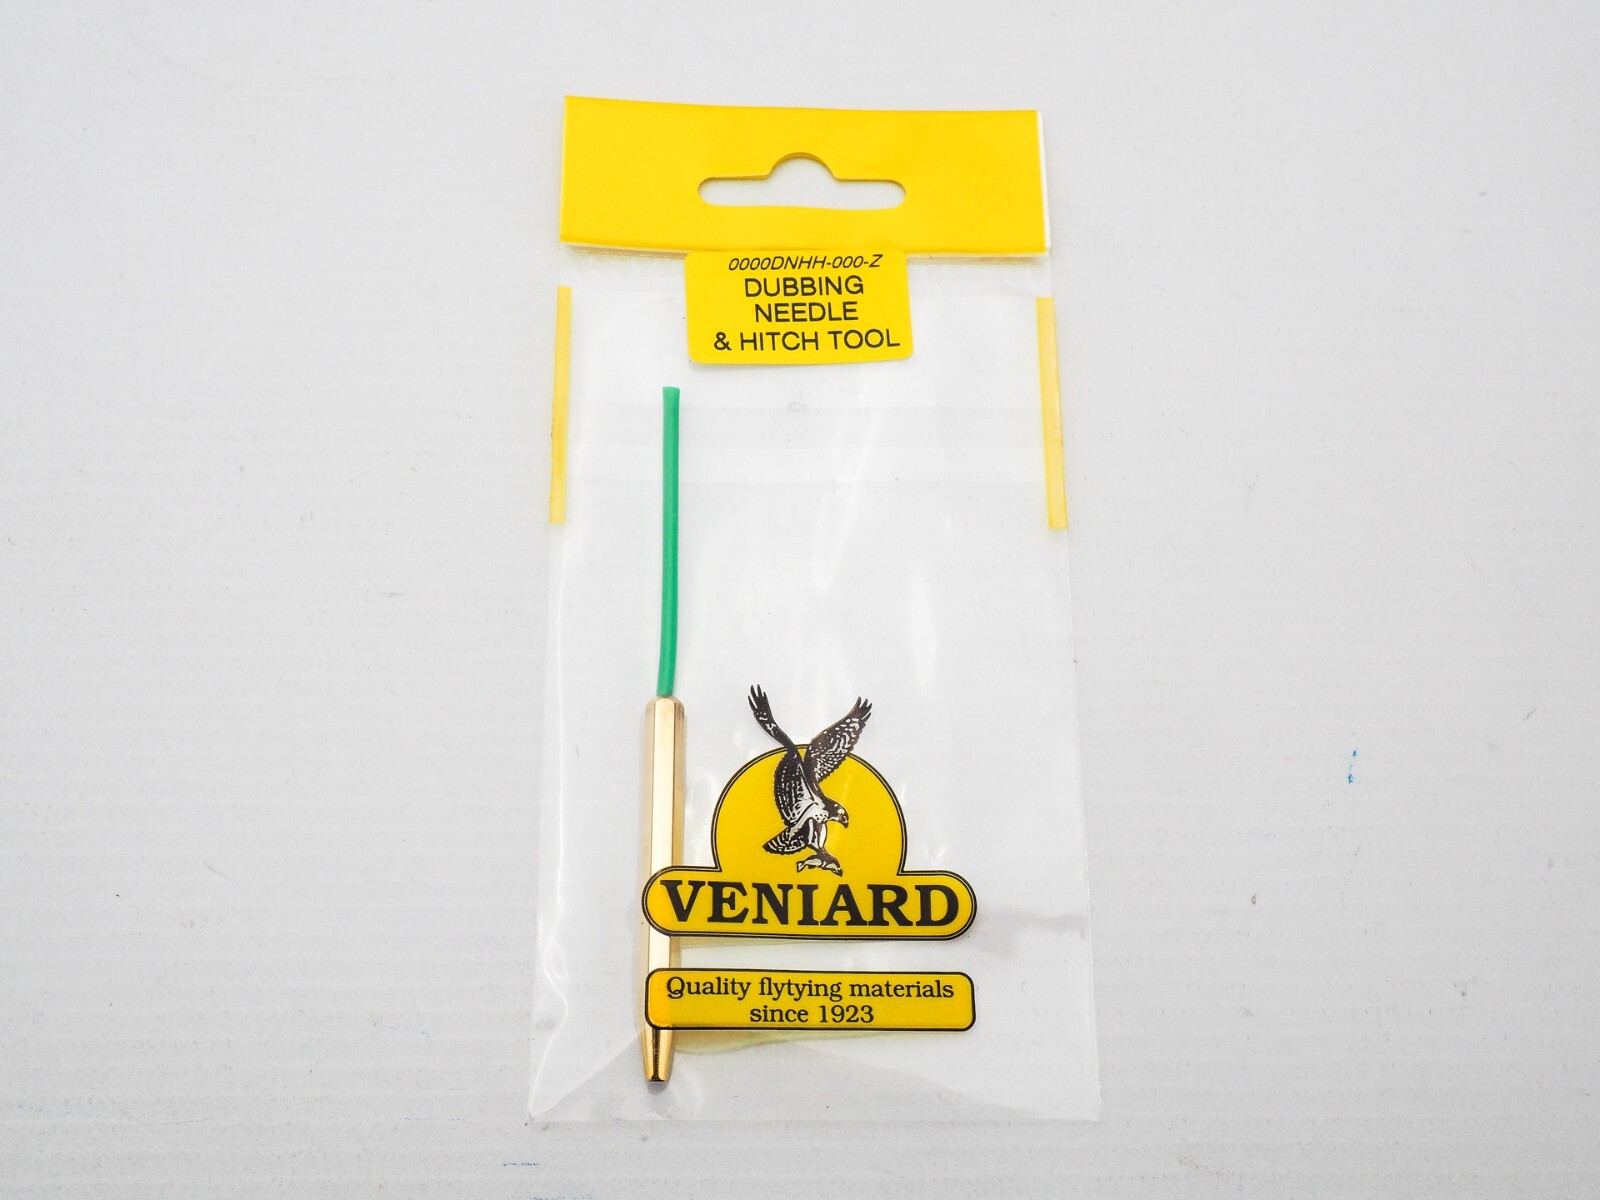 0000DNHH-000-Z
DUBBING
NEEDLE
& HITCH TOOL
VENIARD
Quality flytying materials
since 1923